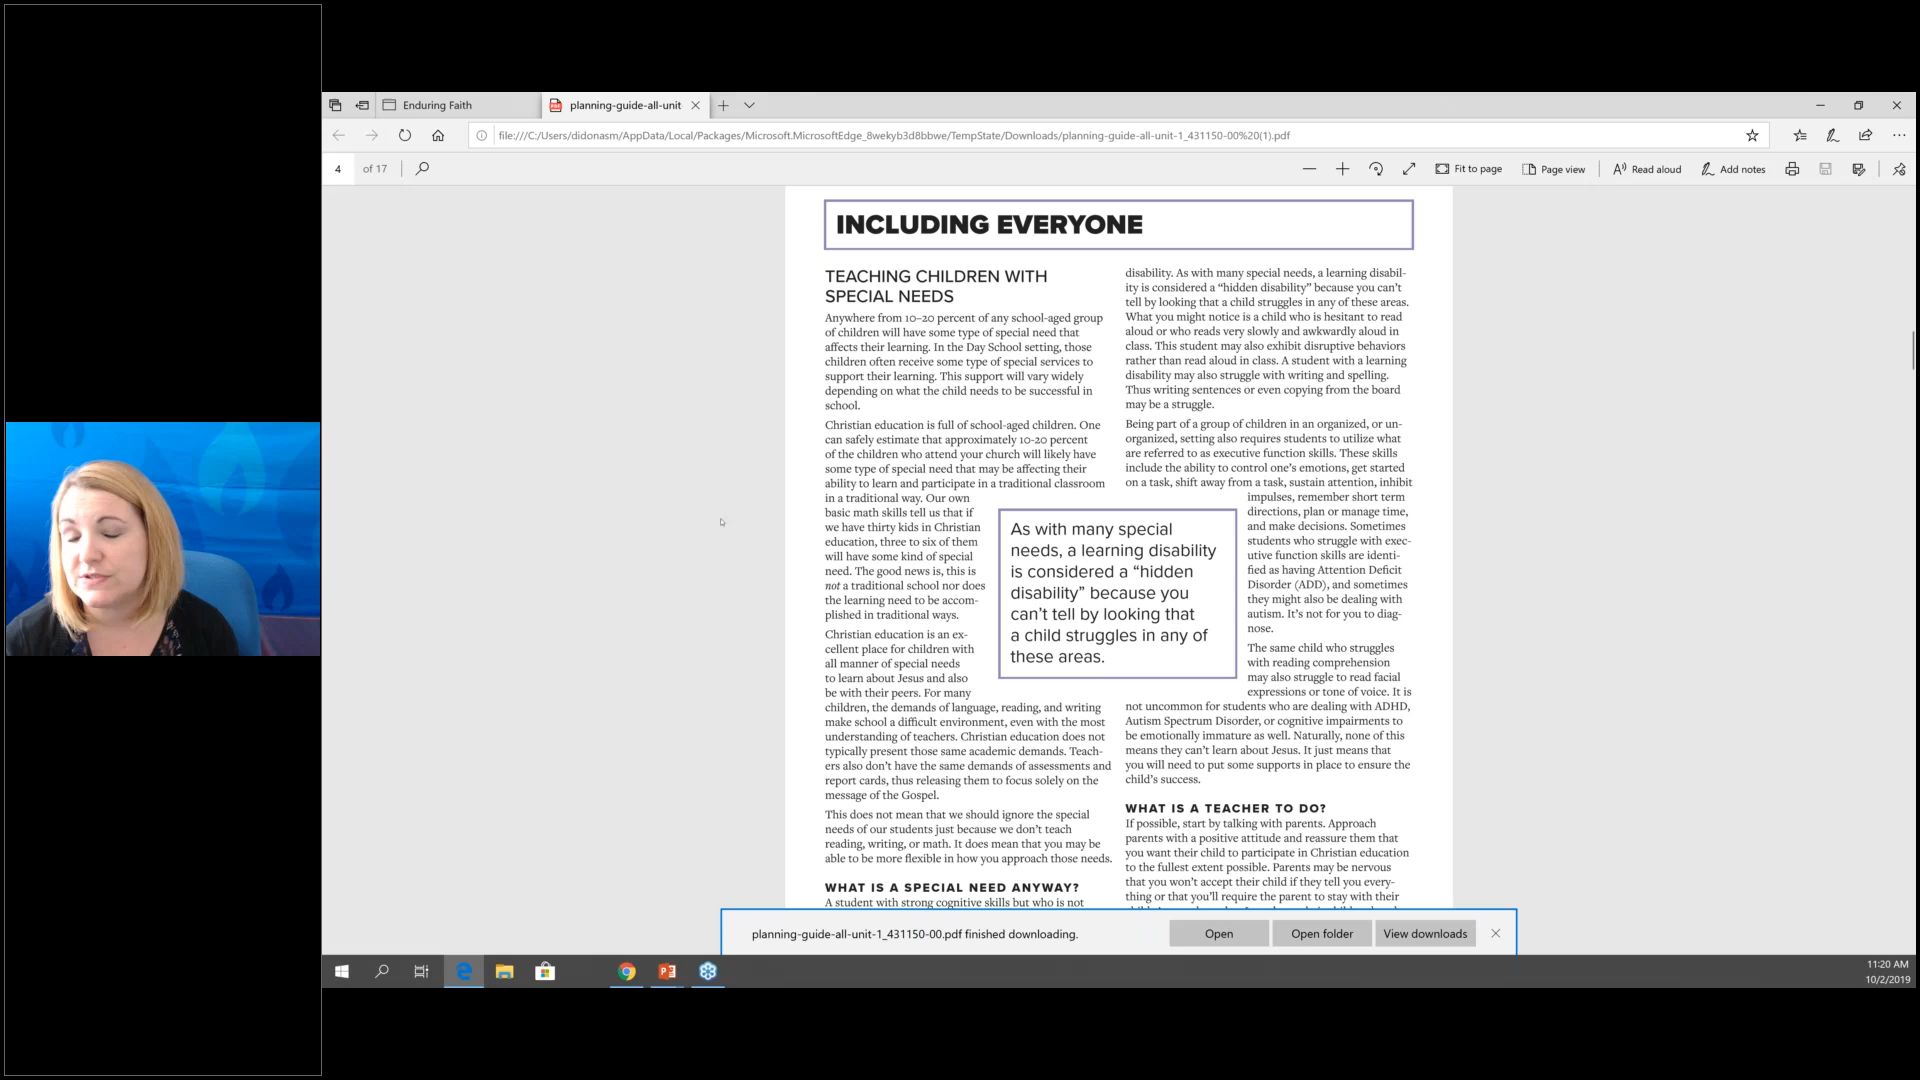 Enduring Faith
planning-guide-all-unit
file:///C:/Users/didonasm/AppData/Local/Packages/Microsoft.MicrosoftEdge_8wekyb3d8bbwe/TempState/Downloads/planning-guide-all-unit-1_431150-00%20(1).pdf
4 of 17
Fit to page
Page view
Read aloud
Add notes
INCLUDING EVERYONE
TEACHING CHILDREN WITH
SPECIAL NEEDS
Anywhere from 10–20 percent of any school-aged group
of children will have some type of special need that
affects their learning. In the Day School setting, those
children often receive some type of special services to
support their learning. This support will vary widely
depending on what the child needs to be successful in
school.
Christian education is full of school-aged children. One
can safely estimate that approximately 10-20 percent
of the children who attend your church will likely have
some type of special need that may be affecting their
ability to learn and participate in a traditional classroom
in a traditional way. Our own
basic math skills tell us that if
we have thirty kids in Christian
education, three to six of them
will have some kind of special
need. The good news is, this is
not a traditional school nor does
the learning need to be accom-
plished in traditional ways.
Christian education is an ex-
cellent place for children with
all manner of special needs
to learn about Jesus and also
be with their peers. For many
children, the demands of language, reading, and writing
make school a difficult environment, even with the most
understanding of teachers. Christian education does not
typically present those same academic demands. Teach-
ers also don’t have the same demands of assessments and
report cards, thus releasing them to focus solely on the
message of the Gospel.
This does not mean that we should ignore the special
needs of our students just because we don’t teach
reading, writing, or math. It does mean that you may be
able to be more flexible in how you approach those needs.
WHAT IS A SPECIAL NEED ANYWAY?
A student with strong cognitive skills but who is not
As with many special
needs, a learning disability
is considered a “hidden
disability” because you
can’t tell by looking that
a child struggles in any of
these areas.
disability. As with many special needs, a learning disabil-
ity is considered a “hidden disability” because you can’t
tell by looking that a child struggles in any of these areas.
What you might notice is a child who is hesitant to read
aloud or who reads very slowly and awkwardly aloud in
class. This student may also exhibit disruptive behaviors
rather than read aloud in class. A student with a learning
disability may also struggle with writing and spelling.
Thus writing sentences or even copying from the board
may be a struggle.
Being part of a group of children in an organized, or un-
organized, setting also requires students to utilize what
are referred to as executive function skills. These skills
include the ability to control one’s emotions, get started
on a task, shift away from a task, sustain attention, inhibit
impulses, remember short term
directions, plan or manage time,
and make decisions. Sometimes
students who struggle with exec-
utive function skills are identi-
fied as having Attention Deficit
Disorder (ADD), and sometimes
they might also be dealing with
autism. It’s not for you to diag-
nose.
The same child who struggles
with reading comprehension
may also struggle to read facial
expressions or tone of voice. It is
not uncommon for students who are dealing with ADHD,
Autism Spectrum Disorder, or cognitive impairments to
be emotionally immature as well. Naturally, none of this
means they can’t learn about Jesus. It just means that
you will need to put some supports in place to ensure the
child’s success.
WHAT IS A TEACHER TO DO?
If possible, start by talking with parents. Approach
parents with a positive attitude and reassure them that
you want their child to participate in Christian education
to the fullest extent possible. Parents may be nervous
that you won’t accept their child if they tell you every-
thing or that you’ll require the parent to stay with their
planning-guide-all-unit-1_431150-00.pdf finished downloading.
Open
Open folder
View downloads
11:20 AM
10/2/2019